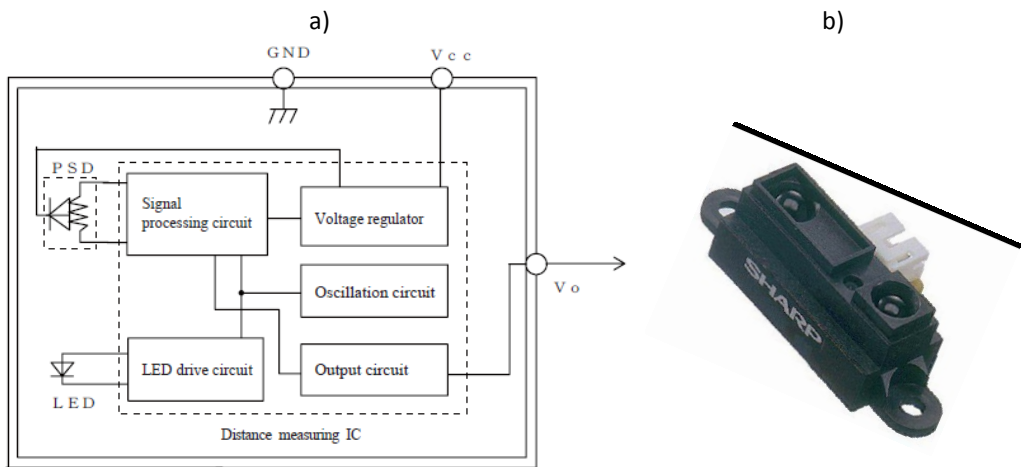 a)
b)
GND
Vcc
PSD
Signal
processing circuit
Voltage regulator
Oscillation circuit
Vo
LED drive circuit
Output circuit
LED
Distance measuring IC
SHARP